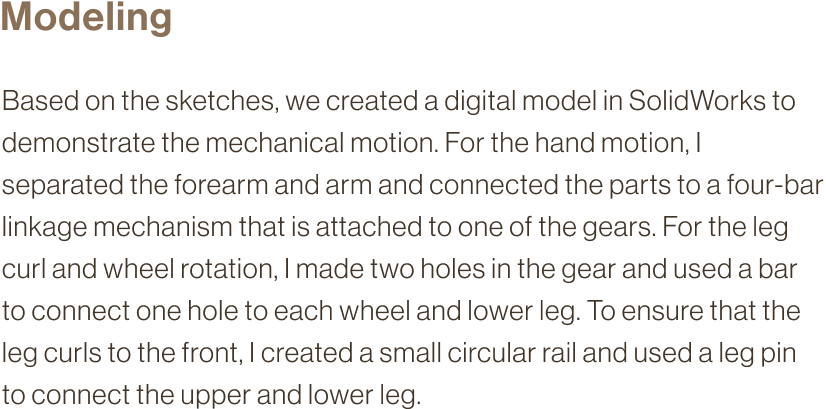 Modeling
Based on the sketches, we created a digital model in SolidWorks to
demonstrate the mechanical motion. For the hand motion, I
separated the forearm and arm and connected the parts to a four-bar
linkage mechanism that is attached to one of the gears. For the leg
curl and wheel rotation, I made two holes in the gear and used a bar
to connect one hole to each wheel and lower leg. To ensure that the
leg curls to the front, I created a small circular rail and used a leg pin
to connect the upper and lower leg.